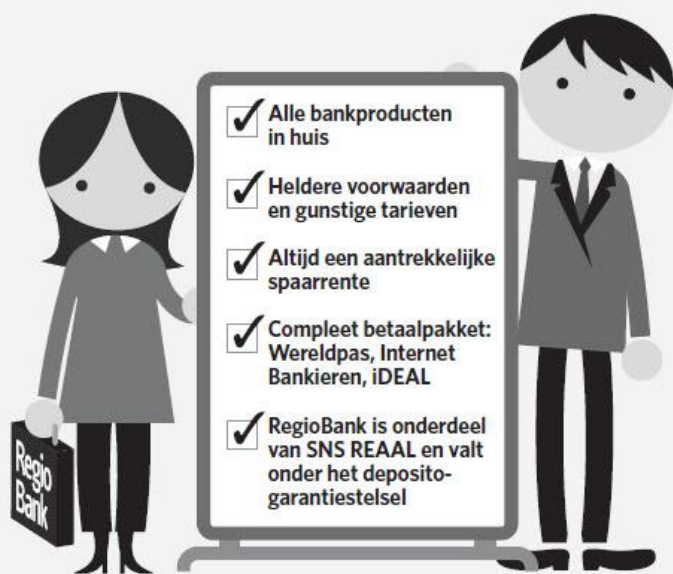 Alle bankproducten
in huis
Heldere voorwaarden
en gunstige tarieven
Altijd een aantrekkelijke
spaarrente
Compleet betaalpakket:
Wereldpas, Internet
Bankieren, iDEAL
RegioBank is onderdeel
van SNS REAAL en valt
onder het deposito-
garantiestelsel
Regio
Bank